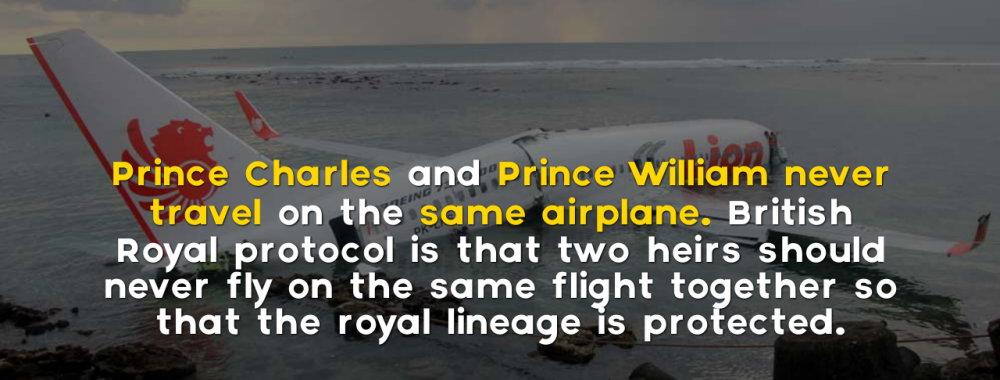 Prince Charles and Prince William never
travel on the same airplane. British
Royal protocol is that two heirs should
never fly on the same flight together so
that the royal lineage is protected.
lion